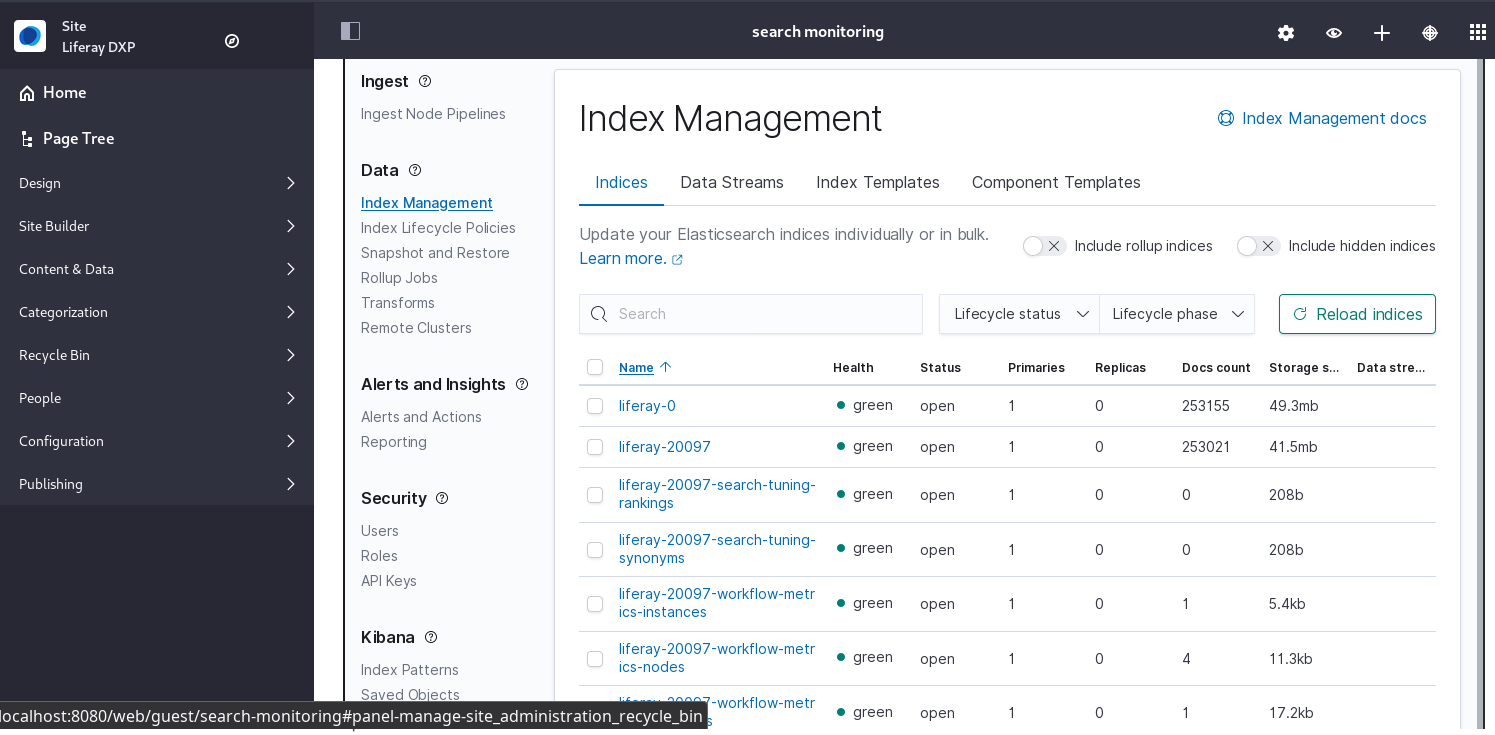 Site
Liferay DXP
search monitoring
Home
Page Tree
Design
Site Builder
Content & Data
Categorization
Recycle Bin
People
Configuration
Publishing
Ingest
Ingest Node Pipelines
Data
Index Management
Index Lifecycle Policies
Snapshot and Restore
Rollup Jobs
Transforms
Remote Clusters
Alerts and Insights
Alerts and Actions
Reporting
Security
Users
Roles
API Keys
Kibana
Index Patterns
Saved Objects
Index Management
Index Management docs
Indices Data Streams Index Templates Component Templates
Update your Elasticsearch indices individually or in bulk.
Learn more.
Include rollup indices Include hidden indices
Search Lifecycle status Lifecycle phase Reload indices
Name Health Status Primaries Replicas Docs count Storage s... Data stre...
liferay-0 green open 1 0 253155 49.3mb
liferay-20097 green open 1 0 253021 41.5mb
liferay-20097-search-tuning-
rankings green open 1 0 0 208b
liferay-20097-search-tuning-
synonyms green open 1 0 0 208b
liferay-20097-workflow-metr
ics-instances green open 1 0 1 5.4kb
liferay-20097-workflow-metr
ics-nodes green open 1 0 4 11.3kb
liferay-20097-workflow-metr
green open 1 0 1 17.2kb
localhost:8080/web/guest/search-monitoring#panel-manage-site_administration_recycle_bin